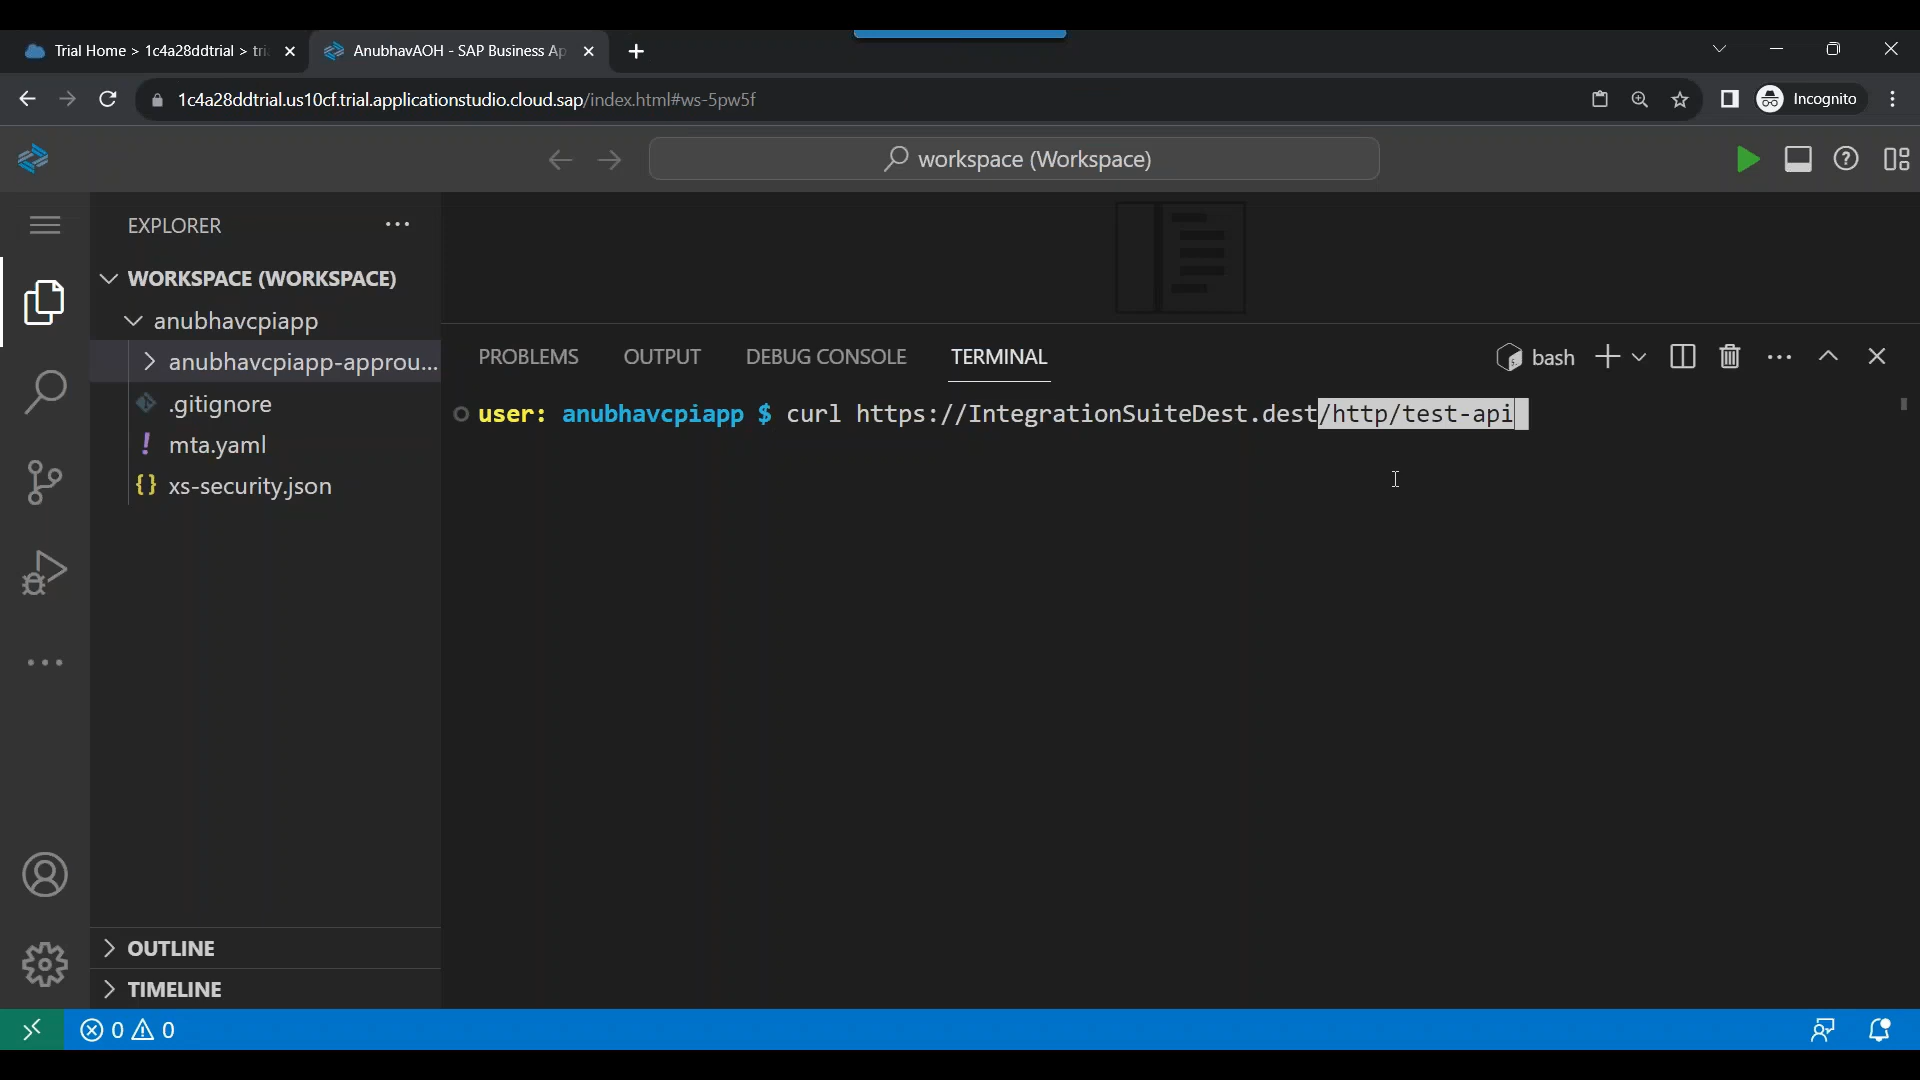 Trial Home > 1c4a28ddtrial > tri
AnubhavAOH - SAP Business Ap
1c4a28ddtrial.us10cf.trial.applicationstudio.cloud.sap/index.html#ws-5pw5f
Incognito
workspace (Workspace)
EXPLORER
WORKSPACE (WORKSPACE)
anubhavcpiapp
anubhavcpiapp-approu...
.gitignore
mta.yaml
xs-security.json
OUTLINE
TIMELINE
PROBLEMS
OUTPUT
DEBUG CONSOLE
TERMINAL
bash
user: anubhavcpiapp $ curl https://IntegrationSuiteDest.dest/http/test-api
0 0